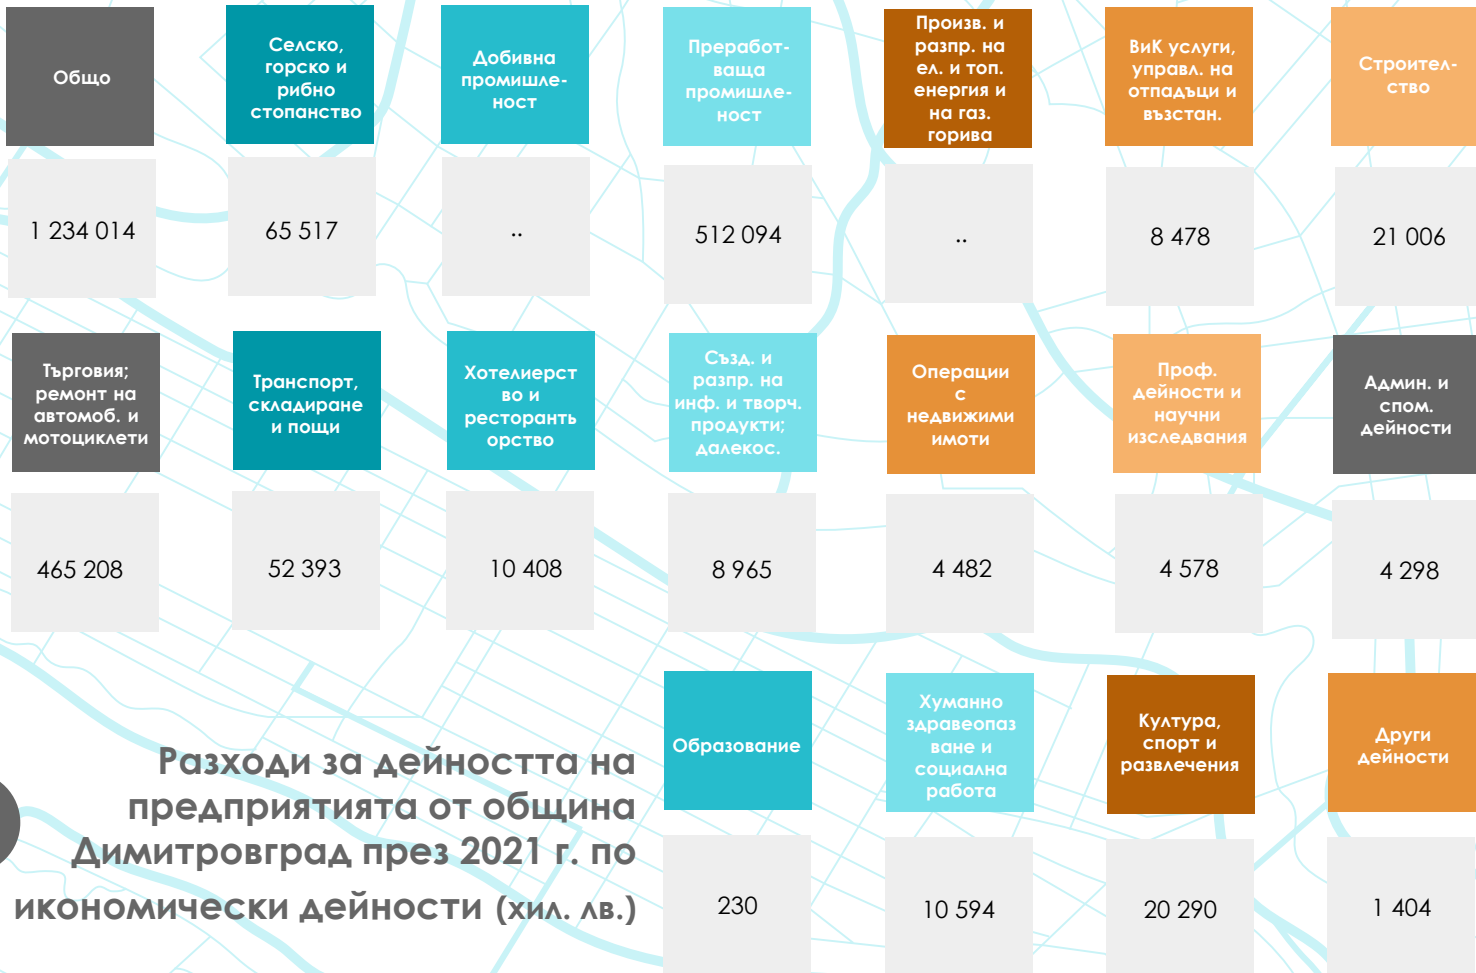 Общо
Селско,
горско и
рибно
стопанство
Добивна
промишле-
ност
Преработ-
ваща
промишле-
ност
Произв. и
разпр. на
ел. и топ.
енергия и
на газ.
горива
ВиК услуги,
управл. на
отпадъци и
възстан.
Строител-
ство
1 234 014
65 517
..
512 094
..
8 478
21 006
Търговия;
ремонт на
автомоб. и
мотоциклети
Транспорт,
складиране
и пощи
Хотелиерст
во и
ресторантъ
орство
Създ. и
разпр. на
инф. и творч.
продукти;
далекос.
Операции
с
недвижими
имоти
Проф.
дейности и
научни
изследвания
Админ. и
спом.
дейности
465 208
52 393
10 408
8 965
4 482
4 578
4 298
Образование
Хуманно
здравеопаз
ване и
социална
работа
Култура,
спорт и
развлечения
Други
дейности
230
10 594
20 290
1 404
Разходи за дейността на
предприятията от община
Димитровград през 2021 г. по
икономически дейности (хил. лв.)